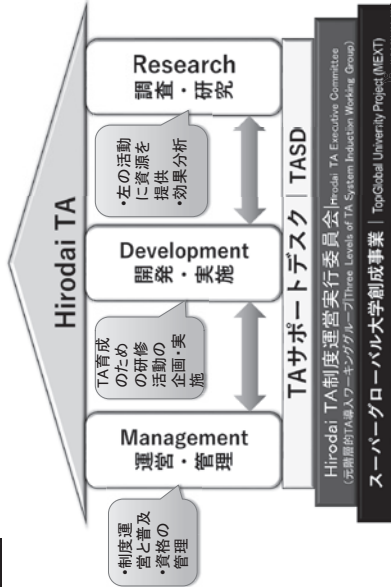 Hirodai TA
・制度運
営と普及
・資格の
管理
Management
運営・管理
TA育成
のため
の研修
活動の
企画・実
施
Development
開発・実施
・左の活動
に資源を
提供
・効果分析
Research
調査・研究
TAサポートデスク | TASD
Hirodai TA制度運営実行委員会|Hirodai TA Executive Committee
(元階層的TA導入ワーキンググループ|Three Levels of TA System Induction Working Group)
スーパーグローバル大学創成事業 | TopGlobal University Project (MEXT)